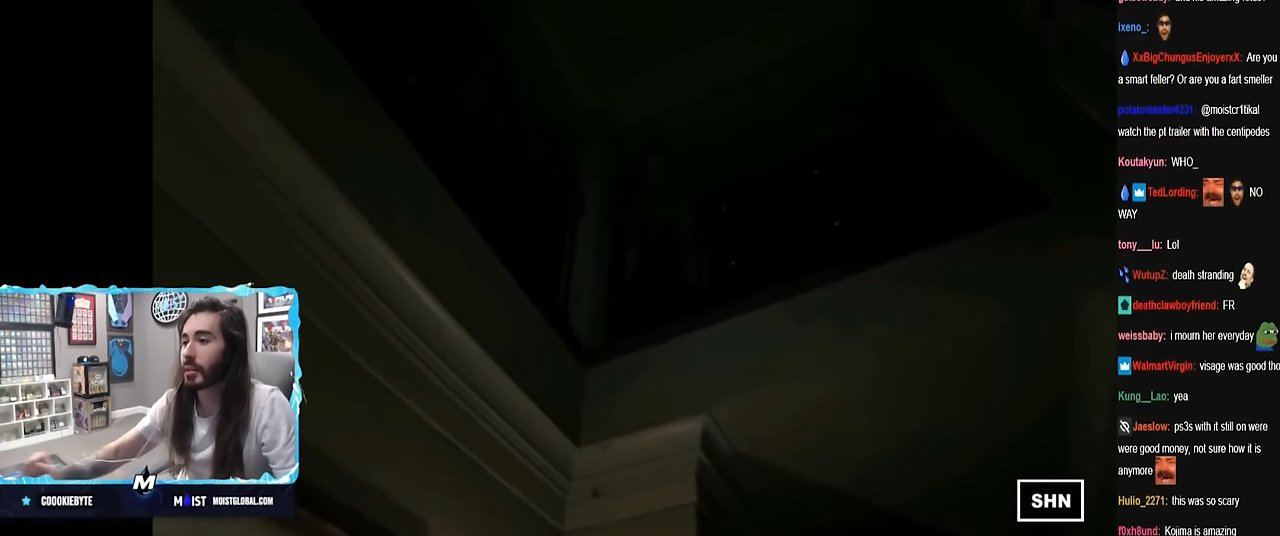 ixeno_:
XxBigChungusEnjoyerxX: Are you
a smart feller? Or are you a fart smeller
potatomaster4231: @moistcr1tikal
watch the pt trailer with the centipedes
Koutakyun: WHO_
TedLording: NO
WAY
tony___lu: Lol
WutupZ: death stranding
deathclawboyfriend: FR
weissbaby: i mourn her everyday
WalmartVirgin: visage was good tho
Kung__Lao: yea
Jaeslow: ps3s with it still on were
were good money, not sure how it is
anymore
Hulio_2271: this was so scary
f0xh8und: Kojima is amazing
COOOKIEBYTE
M
MOIST MOISTGLOBAL.COM
SHN